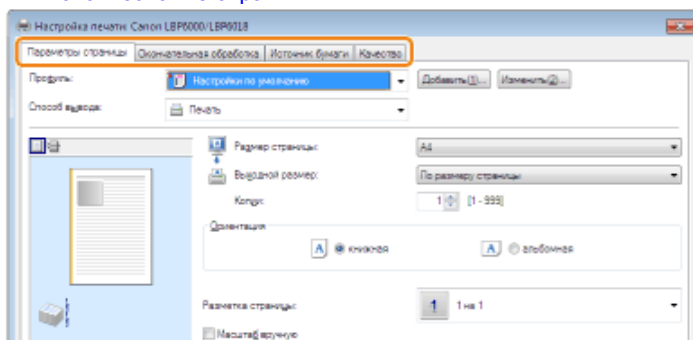 Настройка печати: Canon LBP6000/LBP6018
Параметры страницы Окончательная обработка Источник бумаги Качество
Профиль: Настройки по умолчанию Добавить(1)... Изменить(2)...
Способ вывода: Печать
Размер страницы: A4
Выходной размер: По размеру страницы
Копии: 1 [1 - 999]
Ориентация
A книжная A альбомная
Разметка страницы: 1 1 на 1
Масштаб вручную